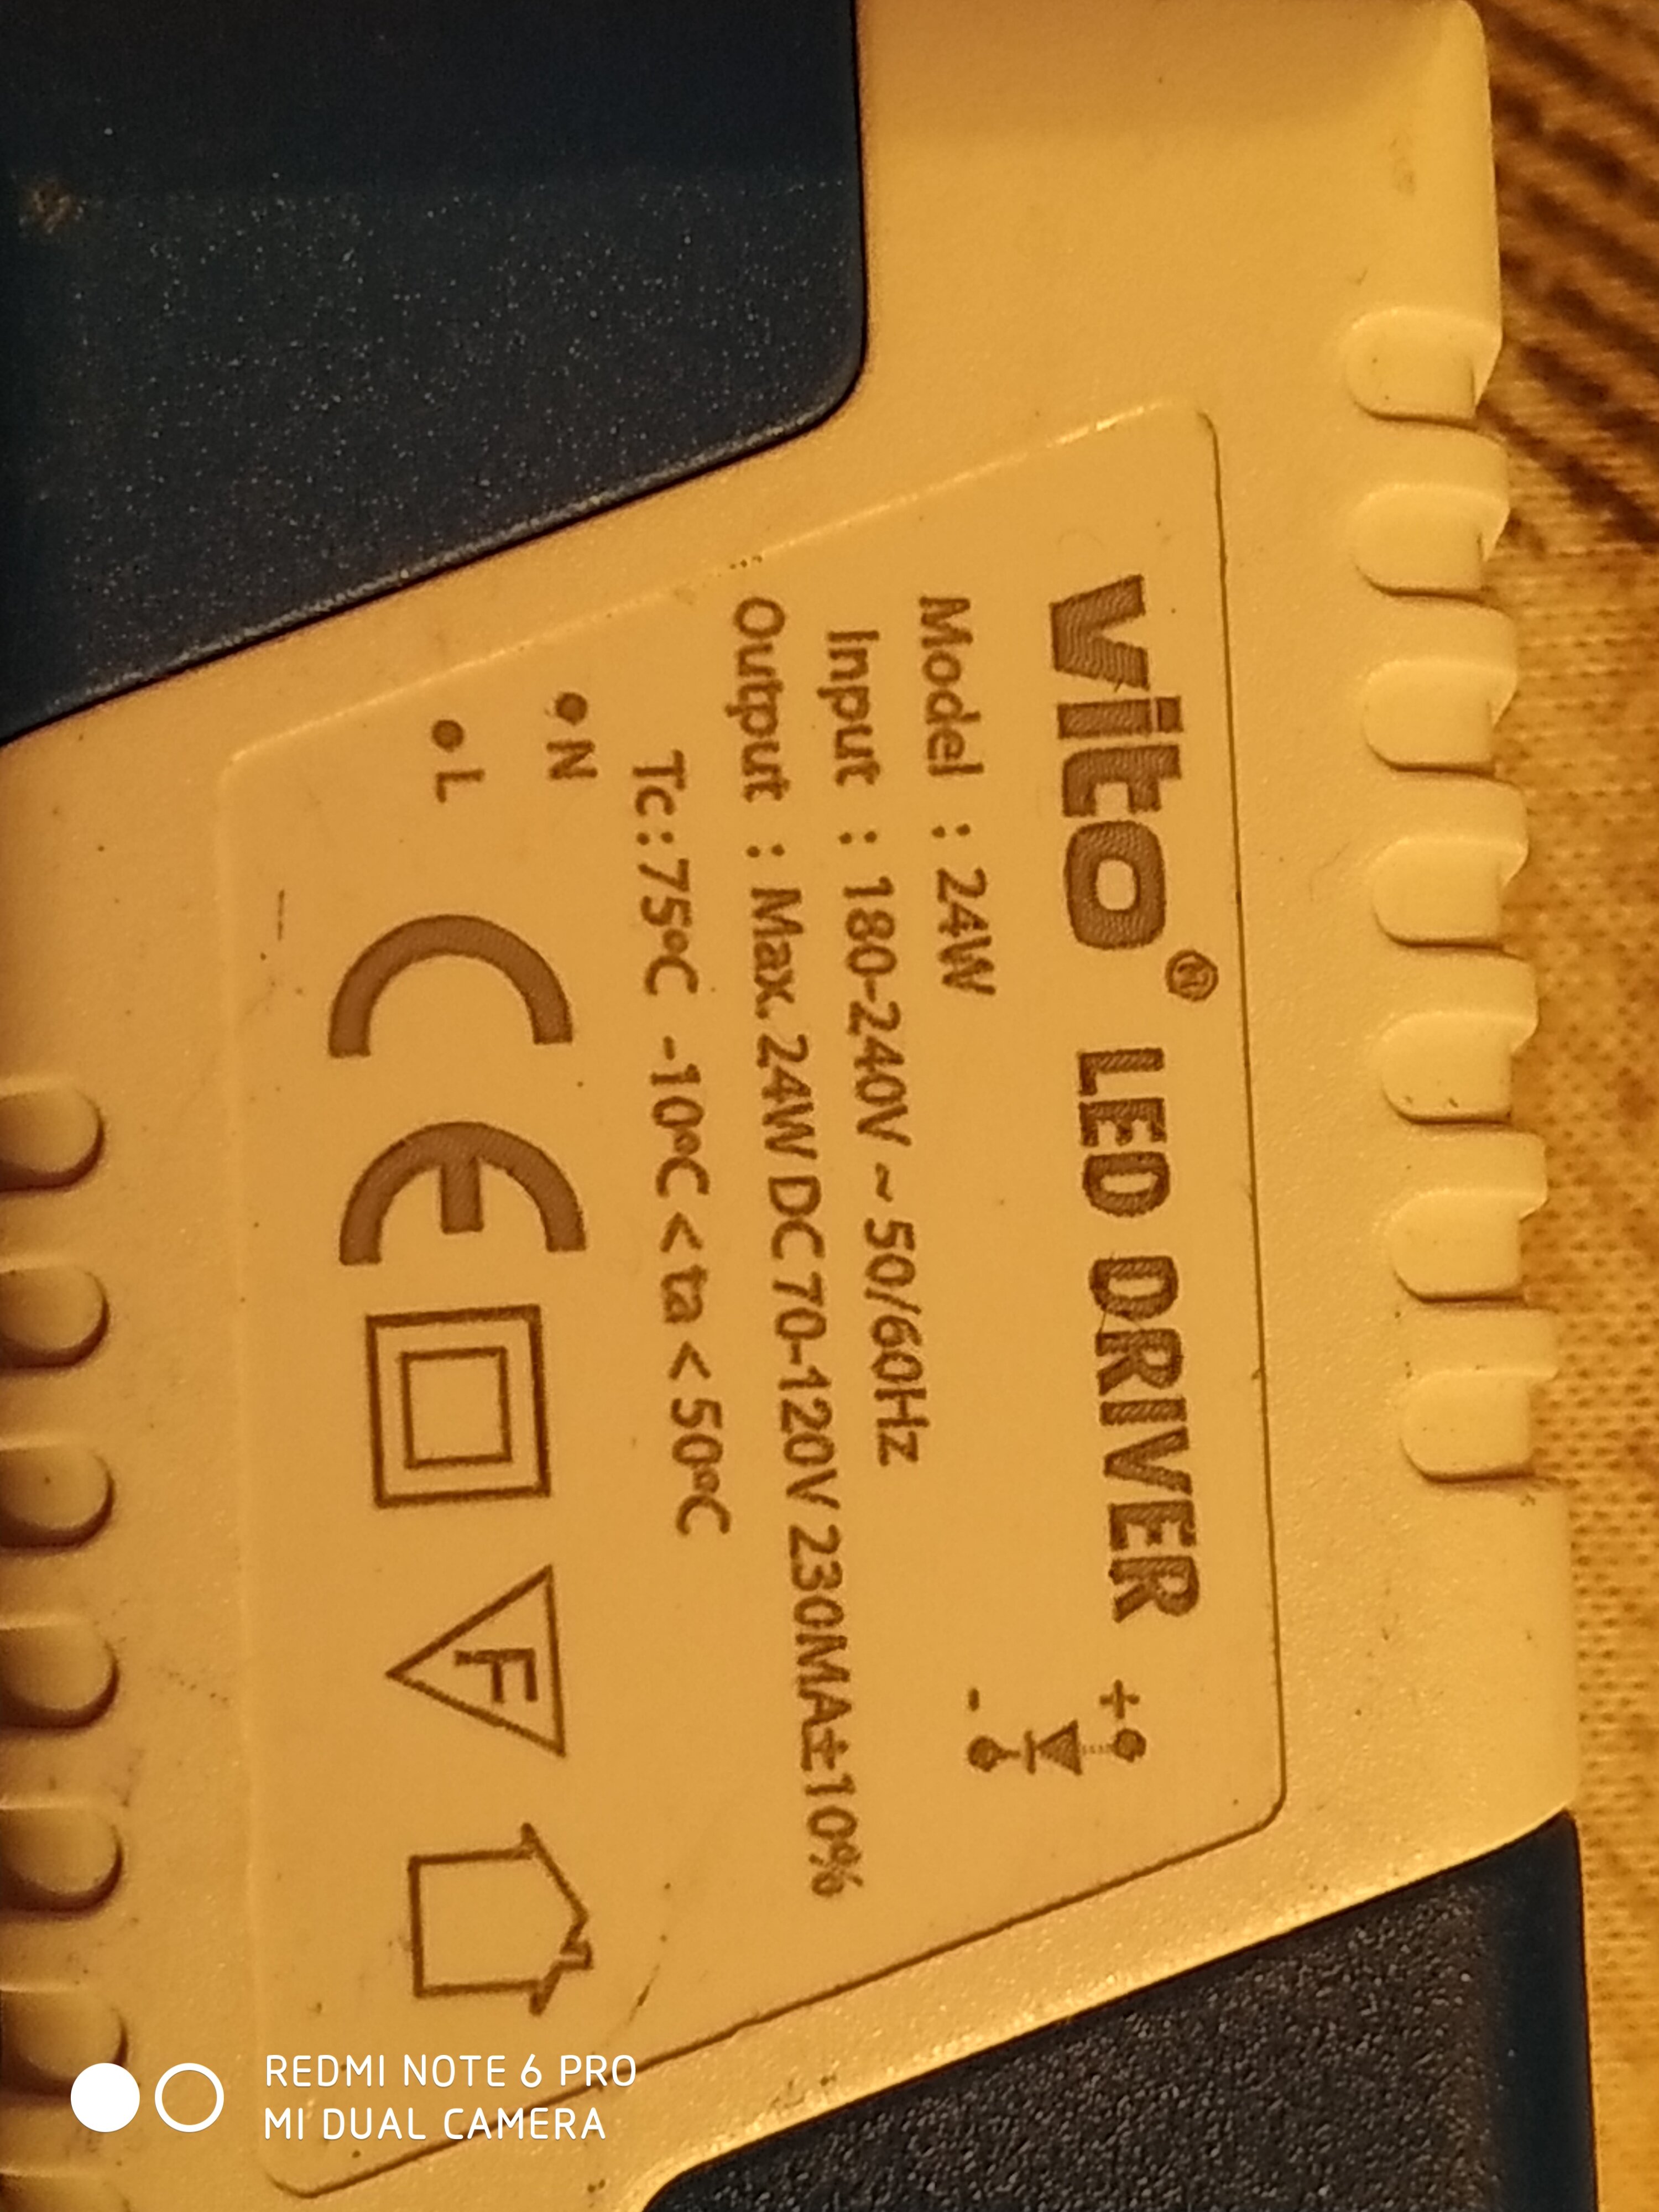 vito® LED DRIVER
+
-
Model : 24W
Input : 180-240V ~ 50/60Hz
Output : Max. 24W DC 70-120V 230MA±10%
Tc:75°C -10°C < ta < 50°C
N
L
CE
F
REDMI NOTE 6 PRO
MI DUAL CAMERA